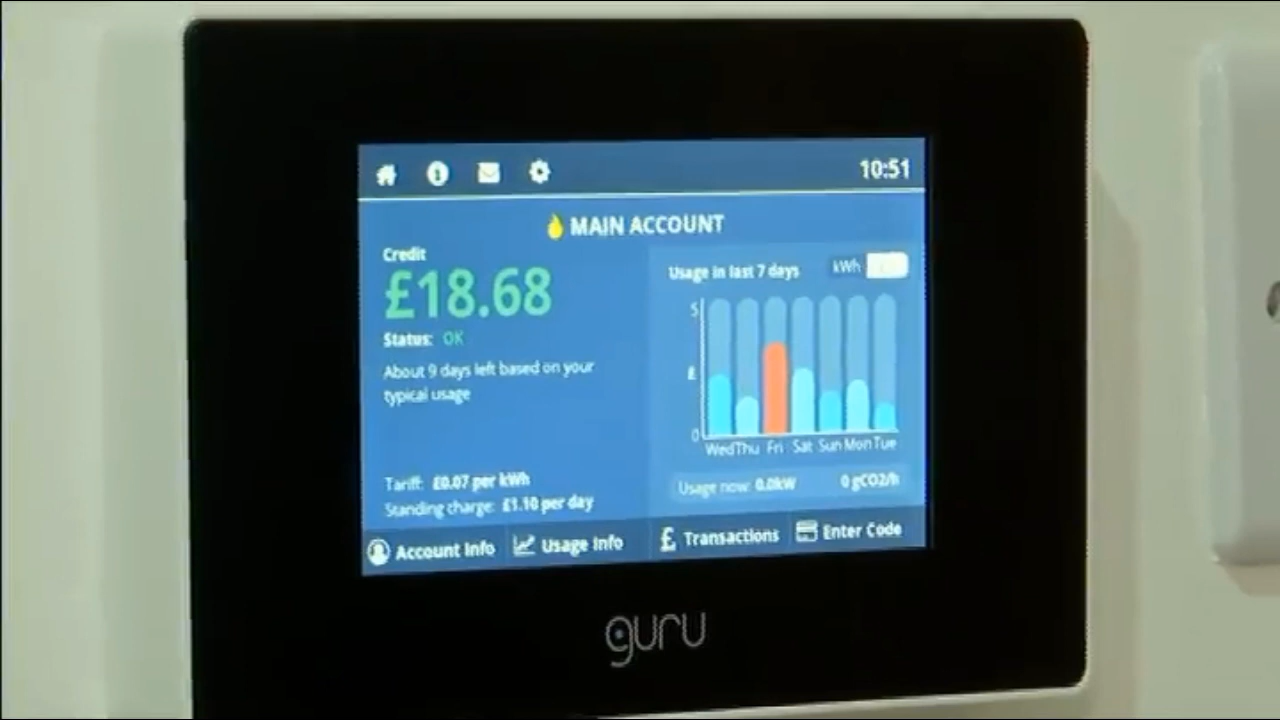 10:51
MAIN ACCOUNT
Credit
£18.68
Status: OK
About 9 days left based on your
typical usage
Tariff: £0.07 per kWh
Standing charge: £1.10 per day
Usage in last 7 days
kWh
5
£
0
Wed Thu Fri Sat Sun Mon Tue
Usage now: 0.0kW 0 gCO2/h
Account Info Usage Info £ Transactions Enter Code
guru